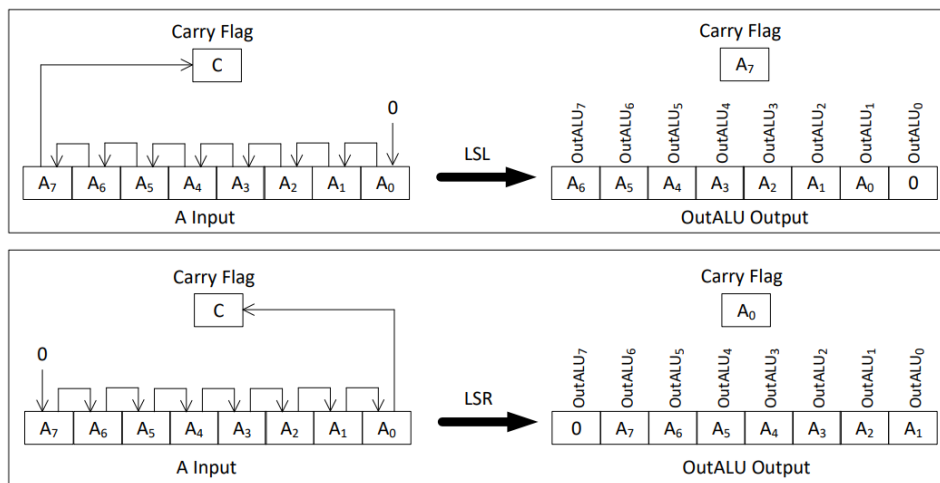 Carry Flag Carry Flag
C A₇
0
OutALU₇ OutALU₆ OutALU₅ OutALU₄ OutALU₃ OutALU₂ OutALU₁ OutALU₀
LSL
A₇ A₆ A₅ A₄ A₃ A₂ A₁ A₀ A₆ A₅ A₄ A₃ A₂ A₁ A₀ 0
A Input OutALU Output
Carry Flag Carry Flag
C A₀
0
OutALU₇ OutALU₆ OutALU₅ OutALU₄ OutALU₃ OutALU₂ OutALU₁ OutALU₀
LSR
A₇ A₆ A₅ A₄ A₃ A₂ A₁ A₀ 0 A₇ A₆ A₅ A₄ A₃ A₂ A₁
A Input OutALU Output